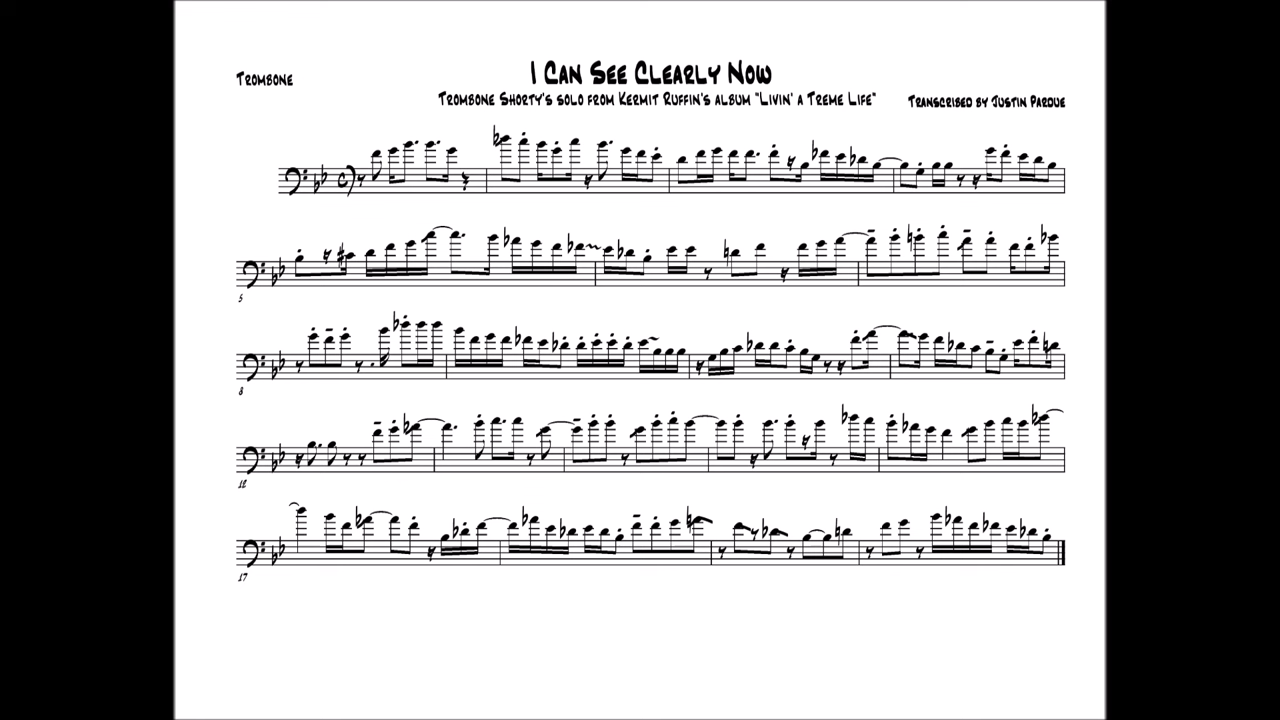 I Can See Clearly Now
Trombone
Trombone Shorty's solo from Kermit Ruffin's album "Livin' a Treme Life"
Transcribed by Justin Pardue
5
8
12
17